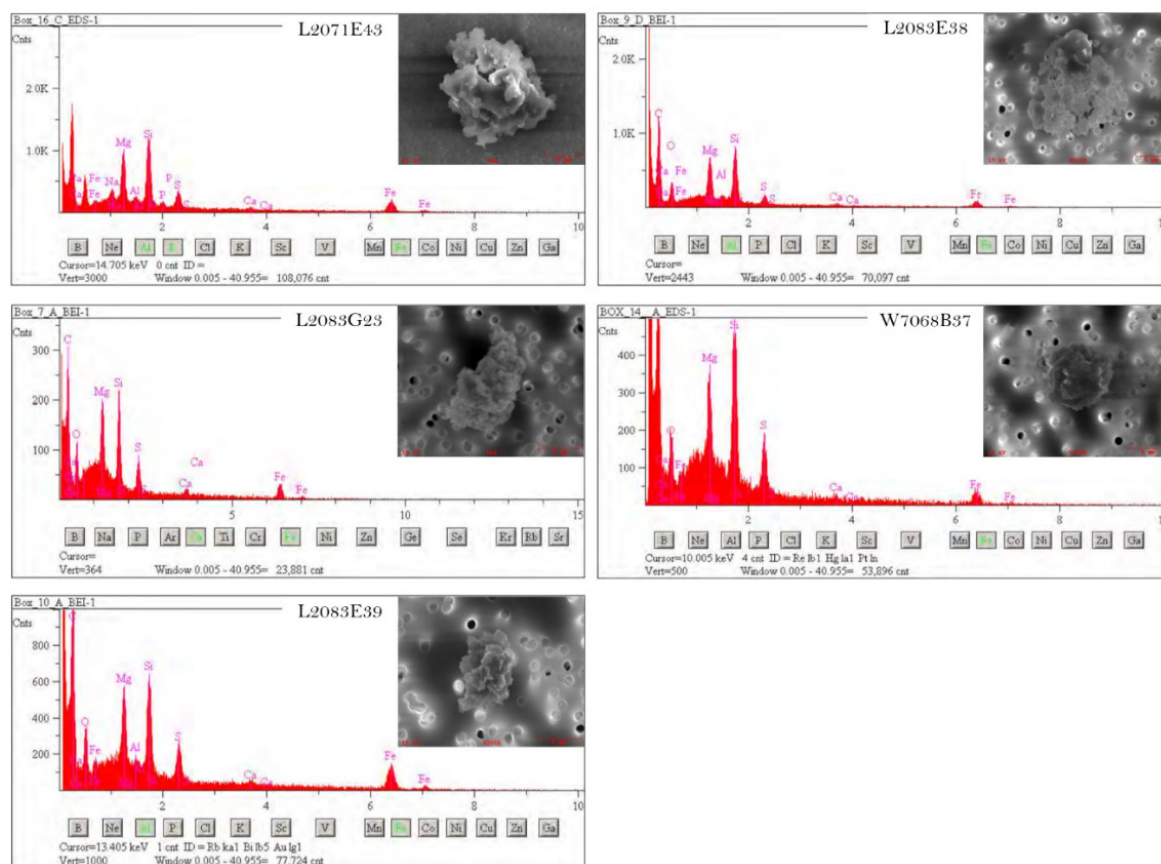 Box_16_C_EDS-1
L2071E43
Cnts
2.0K
1.0K
Mg
Si
Fe
Fe
Na
Al
P
P
S
S
Ca
Ca
Fe
Fe
2 4 6 8 10
B Ne Al S Cl K Sc V Mn Fe Co Ni Cu Zn Ga
Cursor=14.705 keV 0 cnt ID =
Vert=3000 Window 0.005 - 40.955= 108,076 cnt
Box_9_D_BEI-1
L2083E38
Cnts
2.0K
1.0K
C
O
Fe
Fe
Mg
Al
Si
S
S
Ca
Ca
Fe
Fe
2 4 6 8 10
B Ne Al P Cl K Sc V Mn Fe Co Ni Cu Zn Ga
Cursor=
Vert=2443 Window 0.005 - 40.955= 70,097 cnt
Box_7_A_BEI-1
L2083G23
Cnts
300
200
100
C
O
Mg
Si
S
Ca
Ca
Fe
Fe
5 10 15
B Na P Ar Ca Ti Cr Fe Ni Zn Ge Se Kr Rb Sr
Cursor=
Vert=364 Window 0.005 - 40.955= 23,881 cnt
BOX_14__A_EDS-1
W7068B37
Cnts
400
300
200
100
O
Fe
Mg
Si
S
Ca
Ca
Fe
Fe
2 4 6 8 10
B Ne Al P Cl K Sc V Mn Fe Co Ni Cu Zn Ga
Cursor=10.005 keV 4 cnt ID = Re lb1 Hg la1 Pt ln
Vert=500 Window 0.005 - 40.955= 53,896 cnt
Box_10_A_BEI-1
L2083E39
Cnts
800
600
400
200
C
O
Fe
Mg
Al
Si
S
Ca
Ca
Fe
Fe
2 4 6 8 10
B Ne Al P Cl K Sc V Mn Fe Co Ni Cu Zn Ga
Cursor=13.405 keV 1 cnt ID = Rb ka1 Bi lb5 Au lg1
Vert=1000 Window 0.005 - 40.955= 77,724 cnt